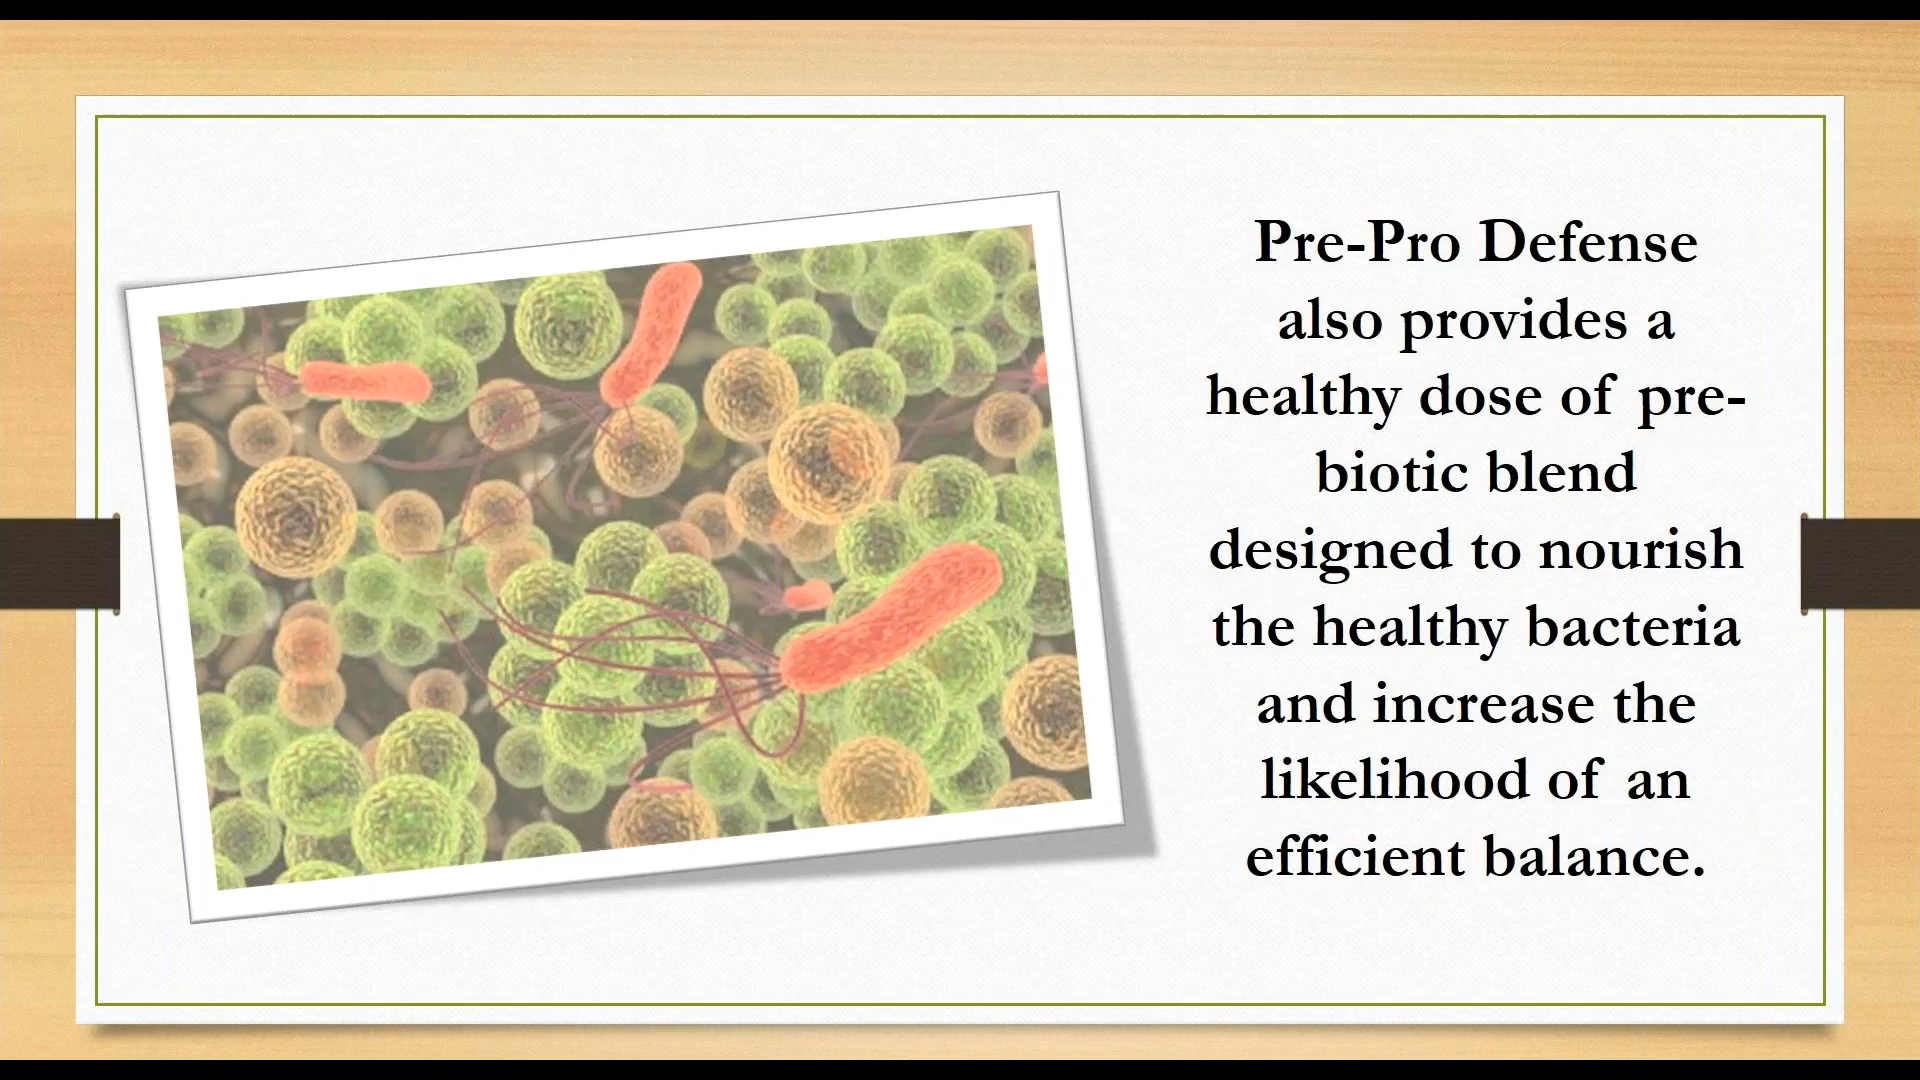 Pre-Pro Defense
also provides a
healthy dose of pre-
biotic blend
designed to nourish
the healthy bacteria
and increase the
likelihood of an
efficient balance.